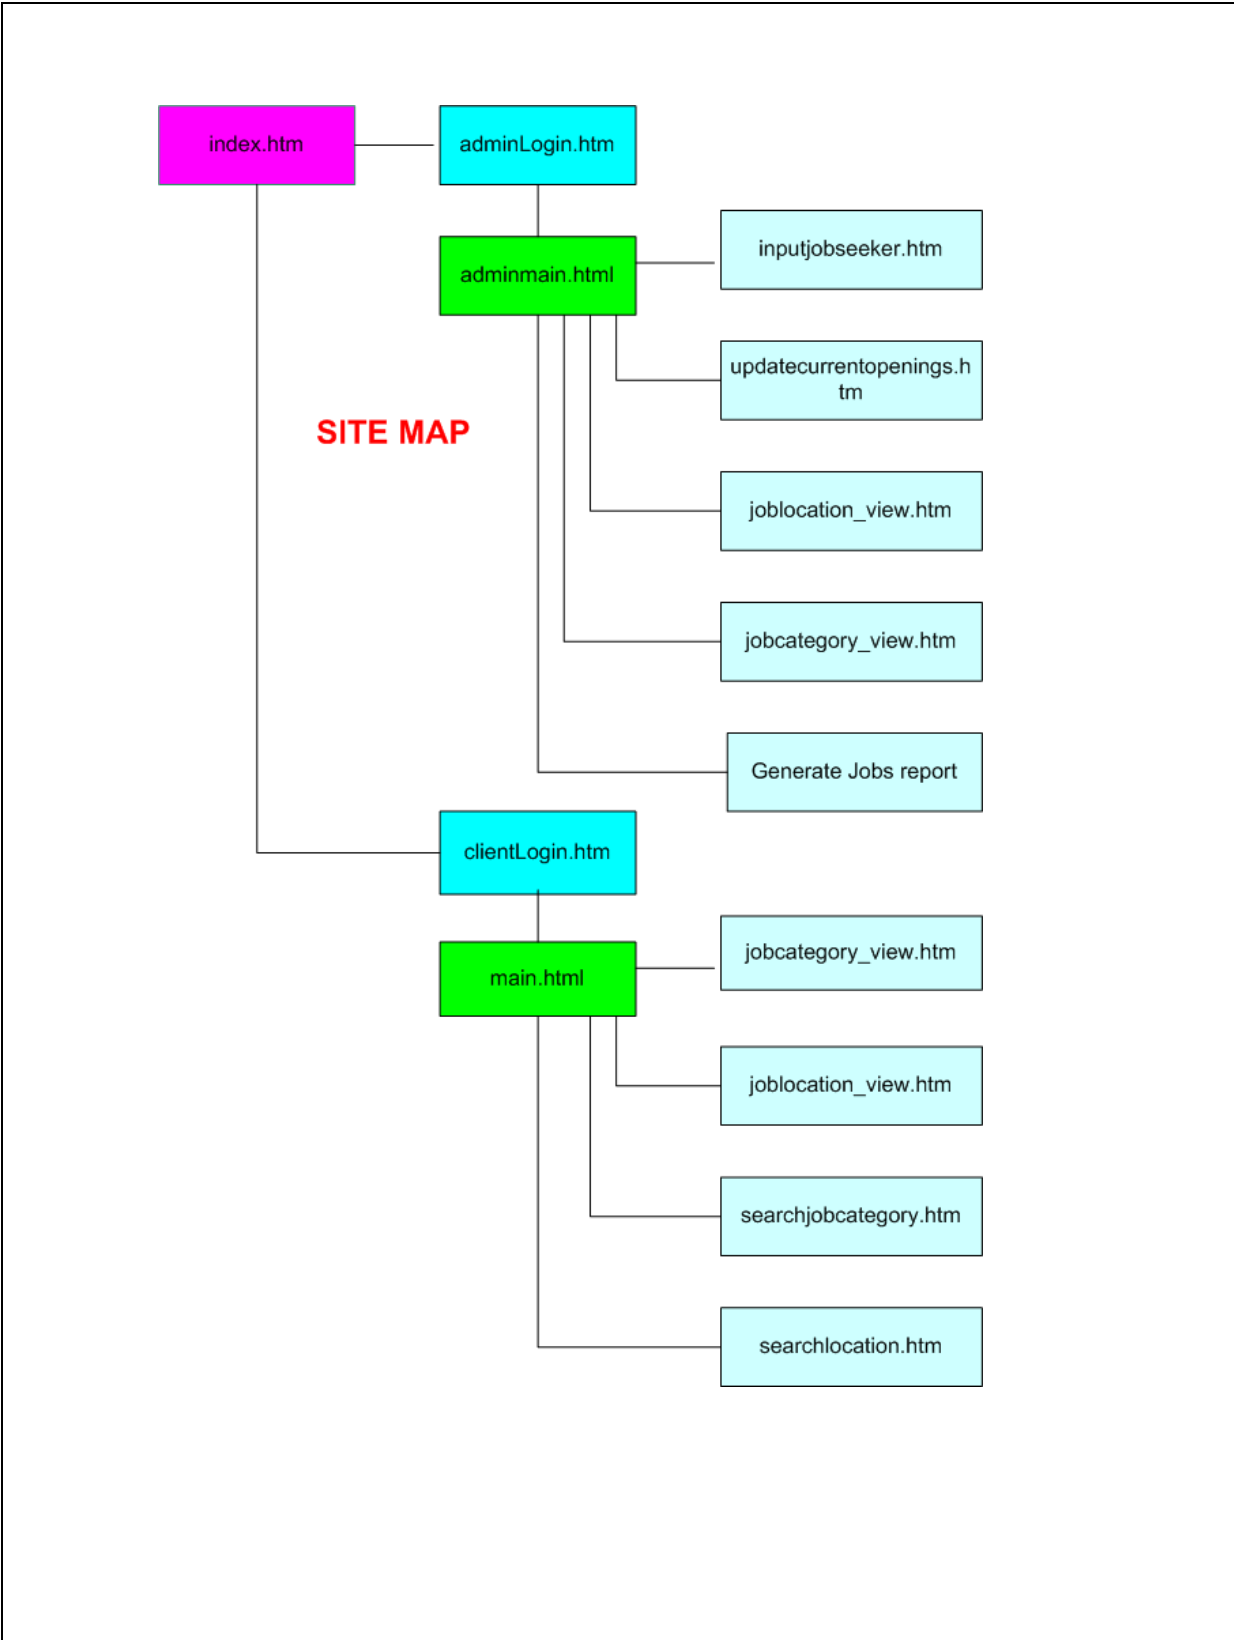 index.htm
adminLogin.htm
inputjobseeker.htm
adminmain.html
updatecurrentopenings.h
tm
SITE MAP
joblocation_view.htm
jobcategory_view.htm
Generate Jobs report
clientLogin.htm
jobcategory_view.htm
main.html
joblocation_view.htm
searchjobcategory.htm
searchlocation.htm